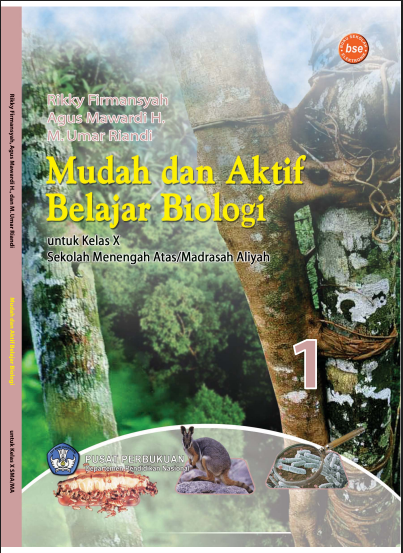 bse
Rikky Firmansyah
Agus Mawardi H.
M. Umar Riandi
Mudah dan Aktif
Belajar Biologi
untuk Kelas X
Sekolah Menengah Atas/Madrasah Aliyah
1
PUSAT PERBUKUAN
Departemen Pendidikan Nasional
Rikky Firmansyah, Agus Mawardi H., dan M. Umar Riandi
Mudah dan Aktif Belajar Biologi
untuk Kelas X SMA/MA